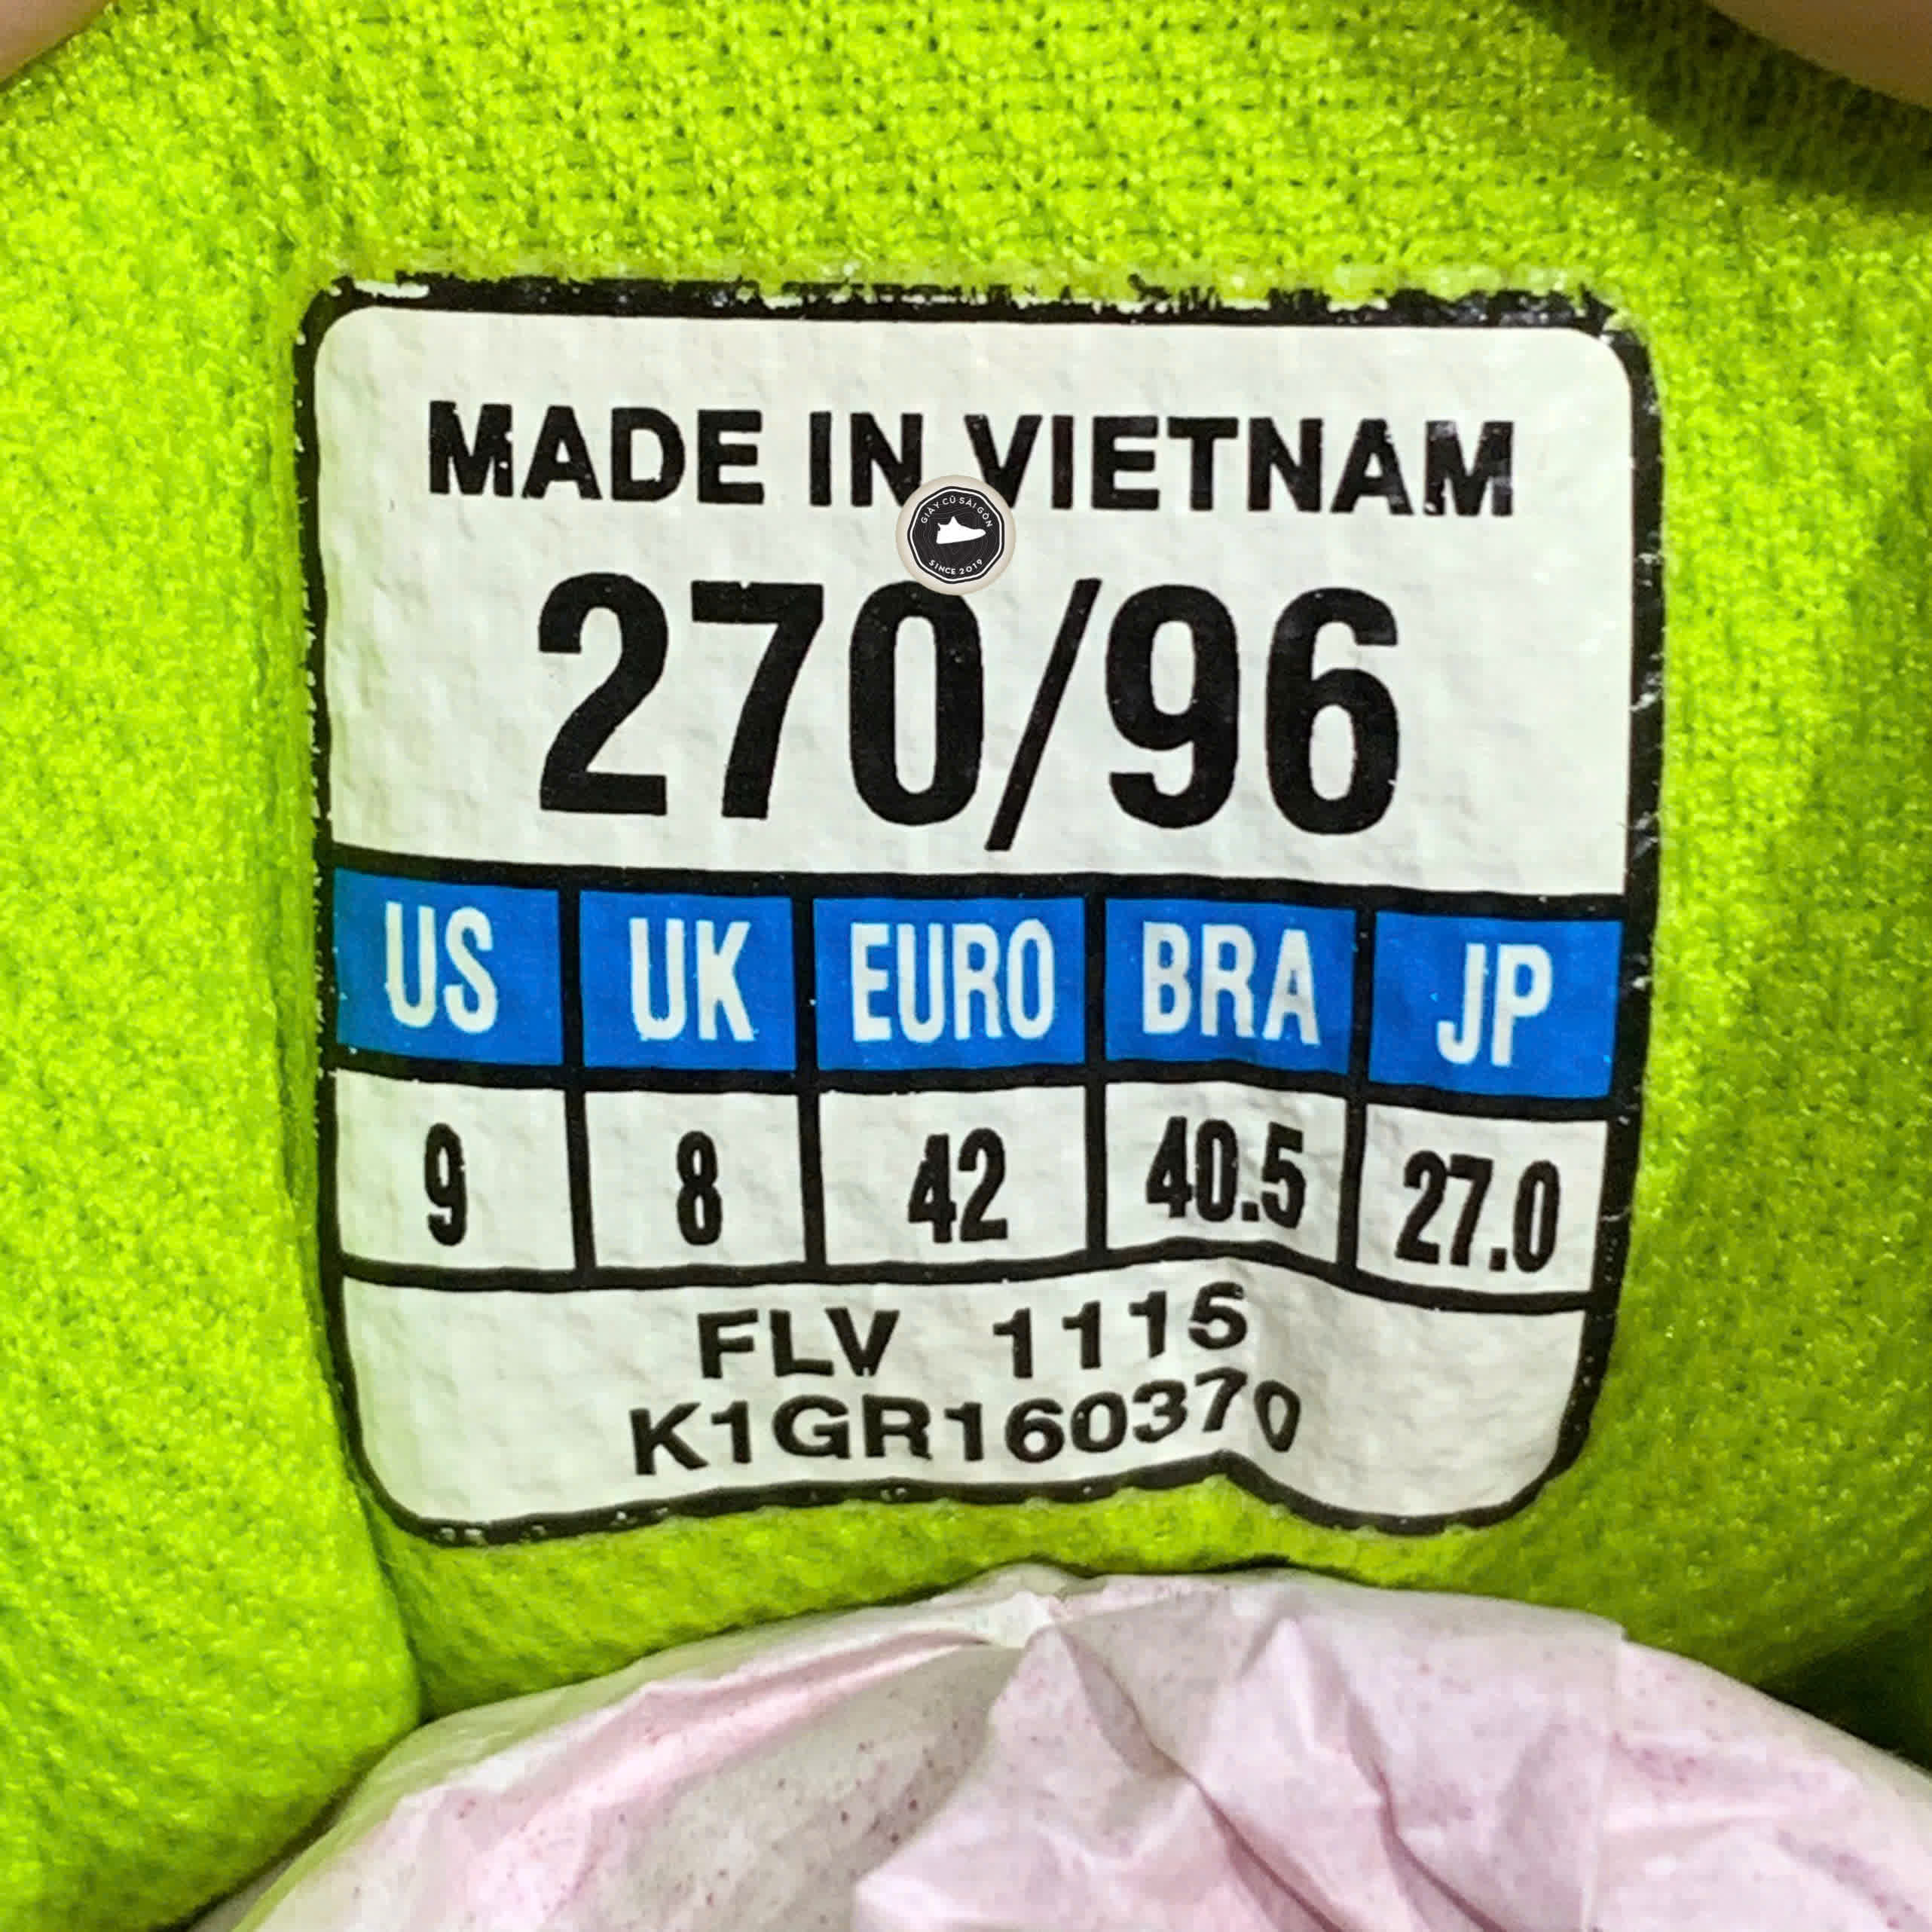 MADE IN VIETNAM
GIÀY CŨ SÀI GÒN
SINCE 2019
270/96
US UK EURO BRA JP
9 8 42 40.5 27.0
FLV 1115
K1GR160370